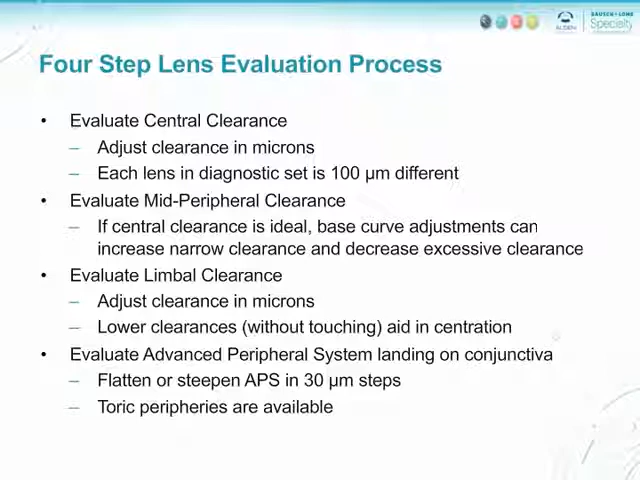 BAUSCH + LOMB
Specialty
ALDEN
Four Step Lens Evaluation Process
• Evaluate Central Clearance
– Adjust clearance in microns
– Each lens in diagnostic set is 100 µm different
• Evaluate Mid-Peripheral Clearance
– If central clearance is ideal, base curve adjustments can
increase narrow clearance and decrease excessive clearance
• Evaluate Limbal Clearance
– Adjust clearance in microns
– Lower clearances (without touching) aid in centration
• Evaluate Advanced Peripheral System landing on conjunctiva
– Flatten or steepen APS in 30 µm steps
– Toric peripheries are available